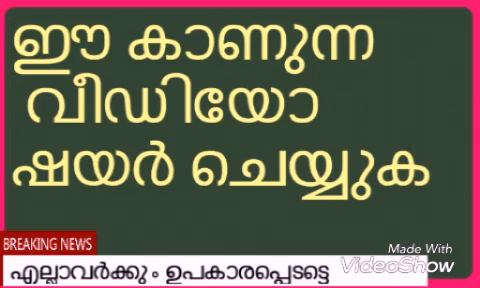 ഈ കാണുന്ന
വീഡിയോ
ഷയർ ചെയ്യുക
BREAKING NEWS
എല്ലാവർക്കും ഉപകാരപ്പെടട്ടെ
Made With
VideoShow